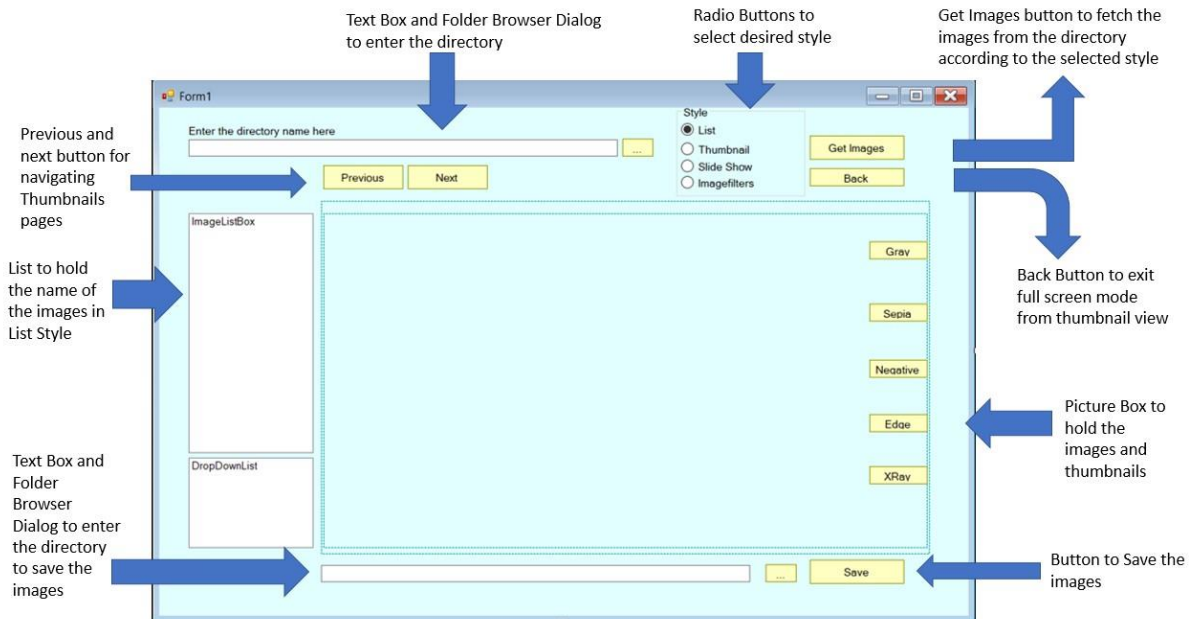 Text Box and Folder Browser Dialog
to enter the directory
Radio Buttons to
select desired style
Get Images button to fetch the
images from the directory
according to the selected style
Form1
Previous and
next button for
navigating
Thumbnails
pages
Enter the directory name here
...
Style
List
Thumbnail
Slide Show
Imagefilters
Get Images
Back
Previous
Next
ImageListBox
Gray
Sepia
Negative
Edge
XRay
List to hold
the name of
the images in
List Style
Back Button to exit
full screen mode
from thumbnail view
Picture Box to
hold the
images and
thumbnails
DropDownList
Text Box and
Folder
Browser
Dialog to enter
the directory
to save the
images
...
Save
Button to Save the
images